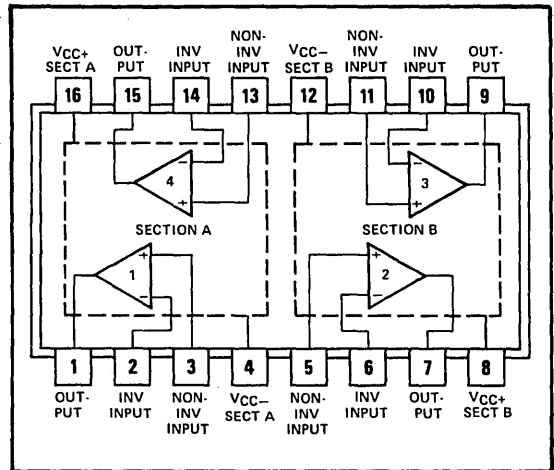 VCC+ SECT A
OUT-PUT
INV INPUT
NON-INV INPUT
VCC− SECT B
NON-INV INPUT
INV INPUT
OUT-PUT
16 15 14 13 12 11 10 9
− − 
4 3
+ +
SECTION A SECTION B
+ +
1 2
− −
1 2 3 4 5 6 7 8
OUT-PUT
INV INPUT
NON-INV INPUT
VCC− SECT A
NON-INV INPUT
INV INPUT
OUT-PUT
VCC+ SECT B